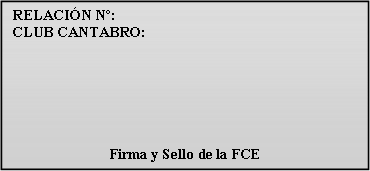 RELACIÓN Nº:
CLUB CANTABRO:
Firma y Sello de la FCE